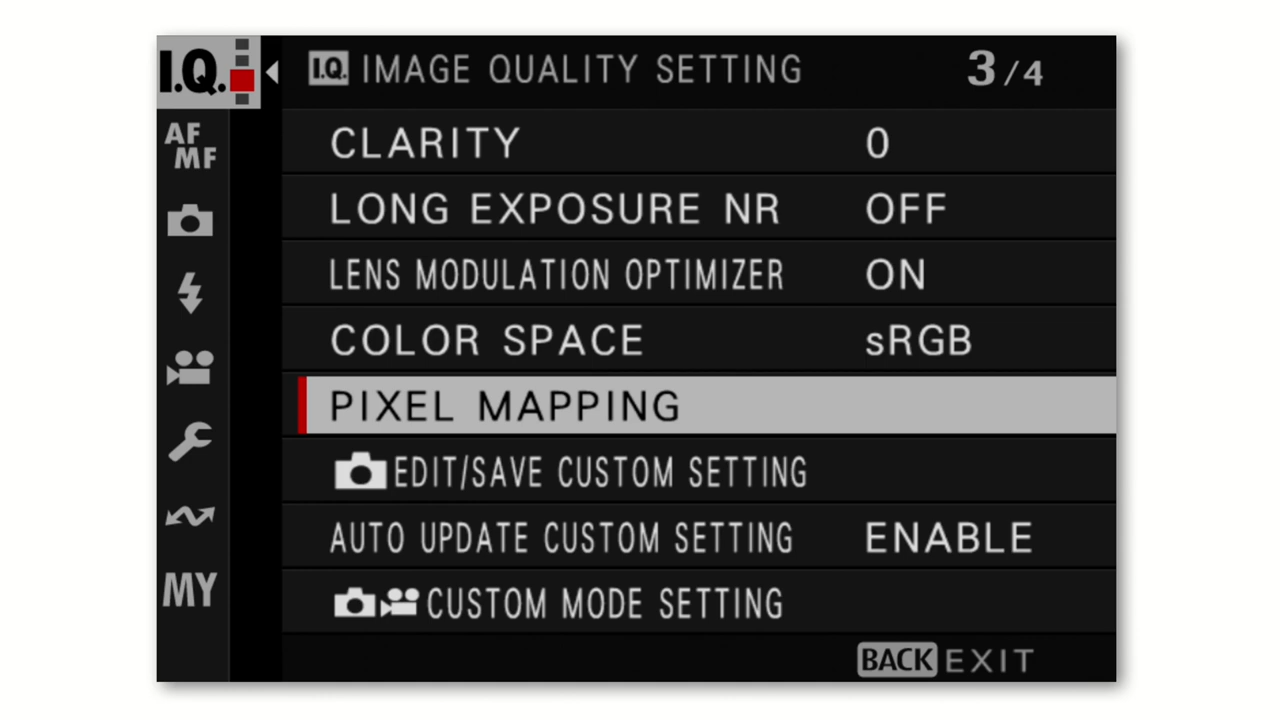 I.Q.
I.Q. IMAGE QUALITY SETTING 3/4
AF
MF
MY
CLARITY 0
LONG EXPOSURE NR OFF
LENS MODULATION OPTIMIZER ON
COLOR SPACE sRGB
PIXEL MAPPING
EDIT/SAVE CUSTOM SETTING
AUTO UPDATE CUSTOM SETTING ENABLE
CUSTOM MODE SETTING
BACK EXIT